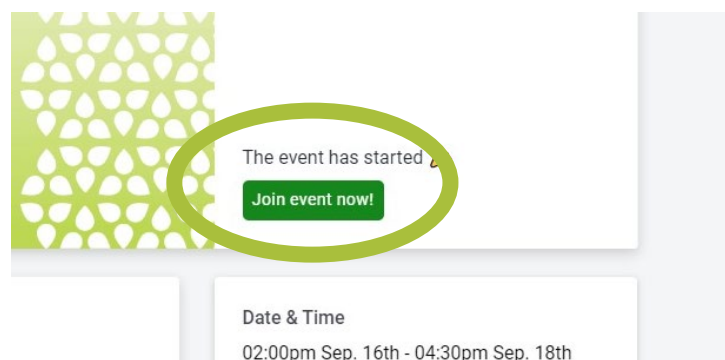 The event has started
Join event now!
Date & Time
02:00pm Sep. 16th - 04:30pm Sep. 18th